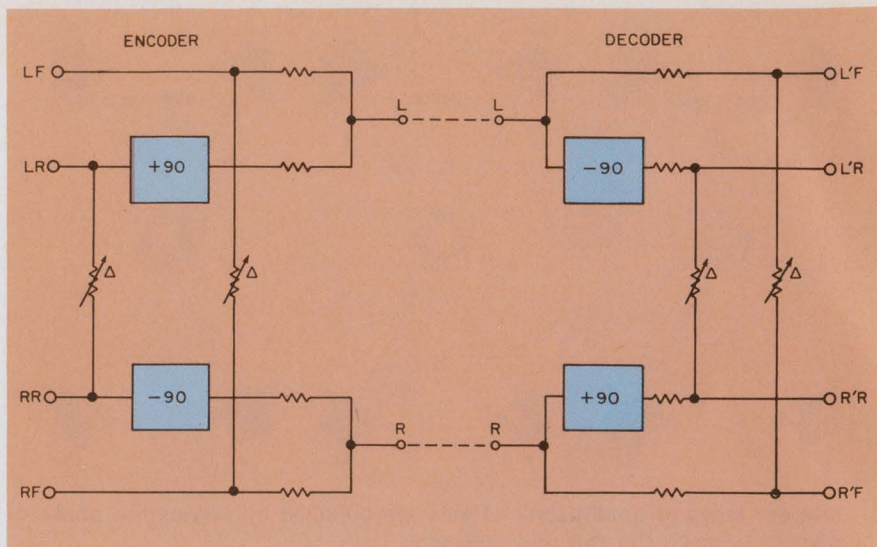 ENCODER DECODER
LF L L L'F
LR +90 -90 L'R
Δ Δ Δ Δ
RR -90 +90 R'R
R R
RF R'F